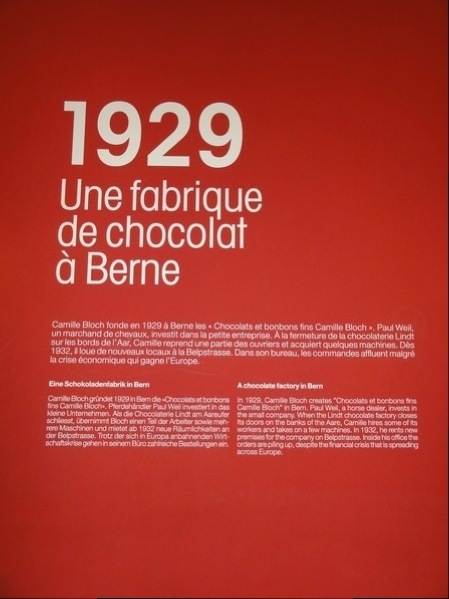 1929
Une fabrique
de chocolat
à Berne
Camille Bloch fonde en 1929 à Berne les « Chocolats et bonbons fins Camille Bloch ». Paul Weil,
un marchand de chevaux, investit dans la petite entreprise. À la fermeture de la chocolaterie Lindt
sur les bords de l'Aar, Camille reprend une partie des ouvriers et acquiert quelques machines. Dès
1932, il loue de nouveaux locaux à la Belpstrasse. Dans son bureau, les commandes affluent malgré
la crise économique qui gagne l'Europe.
Eine Schokoladenfabrik in Bern
Camille Bloch gründet 1929 in Bern die «Chocolats et bonbons
fins Camille Bloch». Pferdehändler Paul Weil investiert in das
kleine Unternehmen. Als die Chocolaterie Lindt am Aareufer
schliesst, übernimmt Bloch einen Teil der Arbeiter sowie meh-
rere Maschinen und mietet ab 1932 neue Räumlichkeiten an
der Belpstrasse. Trotz der sich in Europa anbahnenden Wirt-
schaftskrise gehen in seinem Büro zahlreiche Bestellungen ein.
A chocolate factory in Bern
In 1929, Camille Bloch creates "Chocolats et bonbons fins
Camille Bloch" in Bern. Paul Weil, a horse dealer, invests in
the small company. When the Lindt chocolate factory closes
its doors on the banks of the Aare, Camille hires some of its
workers and takes on a few machines. In 1932, he rents new
premises for the company on Belpstrasse. Inside his office the
orders are piling up, despite the financial crisis that is spreading
across Europe.